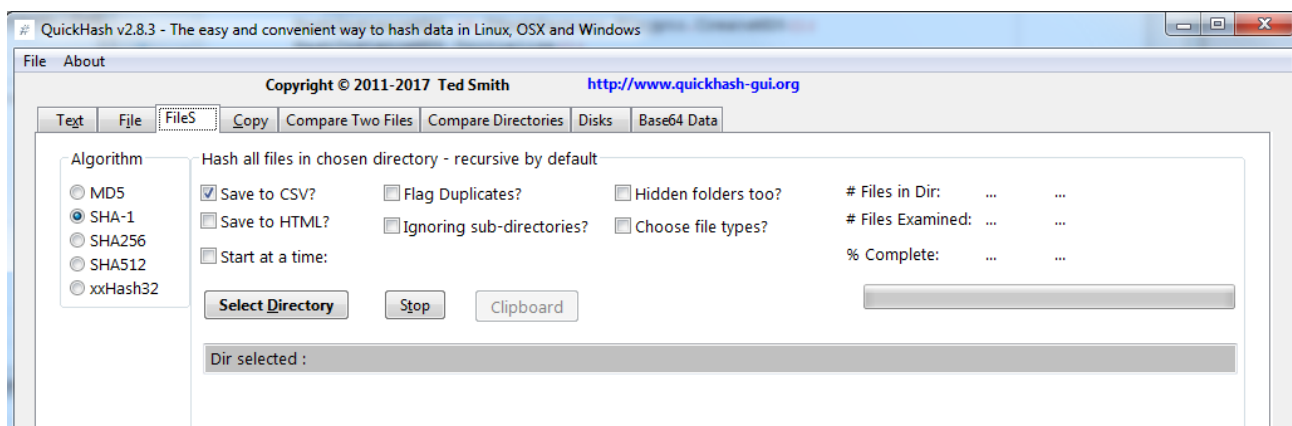 # QuickHash v2.8.3 - The easy and convenient way to hash data in Linux, OSX and Windows
File About
Copyright © 2011-2017 Ted Smith http://www.quickhash-gui.org
Text File FileS Copy Compare Two Files Compare Directories Disks Base64 Data
Algorithm
MD5
SHA-1
SHA256
SHA512
xxHash32
Hash all files in chosen directory - recursive by default
Save to CSV? Flag Duplicates? Hidden folders too?
Save to HTML? Ignoring sub-directories? Choose file types?
Start at a time:
# Files in Dir: ... ...
# Files Examined: ... ...
% Complete: ... ...
Select Directory Stop Clipboard
Dir selected :